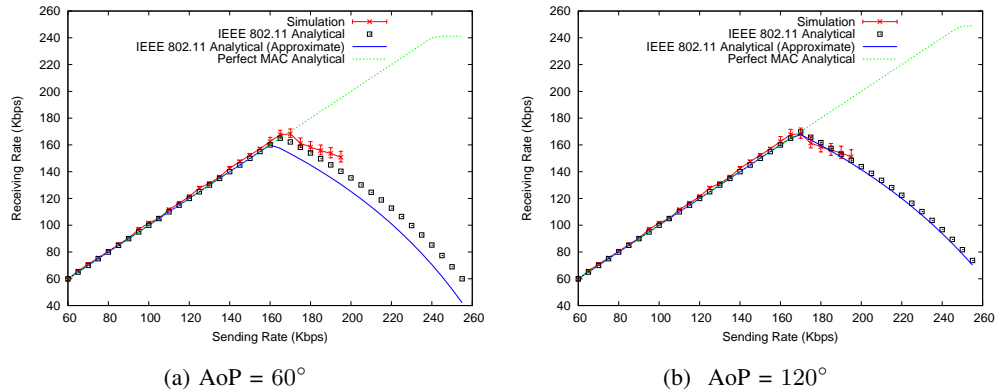 Simulation
IEEE 802.11 Analytical
IEEE 802.11 Analytical (Approximate)
Perfect MAC Analytical
Receiving Rate (Kbps)
260
240
220
200
180
160
140
120
100
80
60
40
60 80 100 120 140 160 180 200 220 240 260
Sending Rate (Kbps)
(a) AoP = 60°
Simulation
IEEE 802.11 Analytical
IEEE 802.11 Analytical (Approximate)
Perfect MAC Analytical
Receiving Rate (Kbps)
260
240
220
200
180
160
140
120
100
80
60
40
60 80 100 120 140 160 180 200 220 240 260
Sending Rate (Kbps)
(b) AoP = 120°